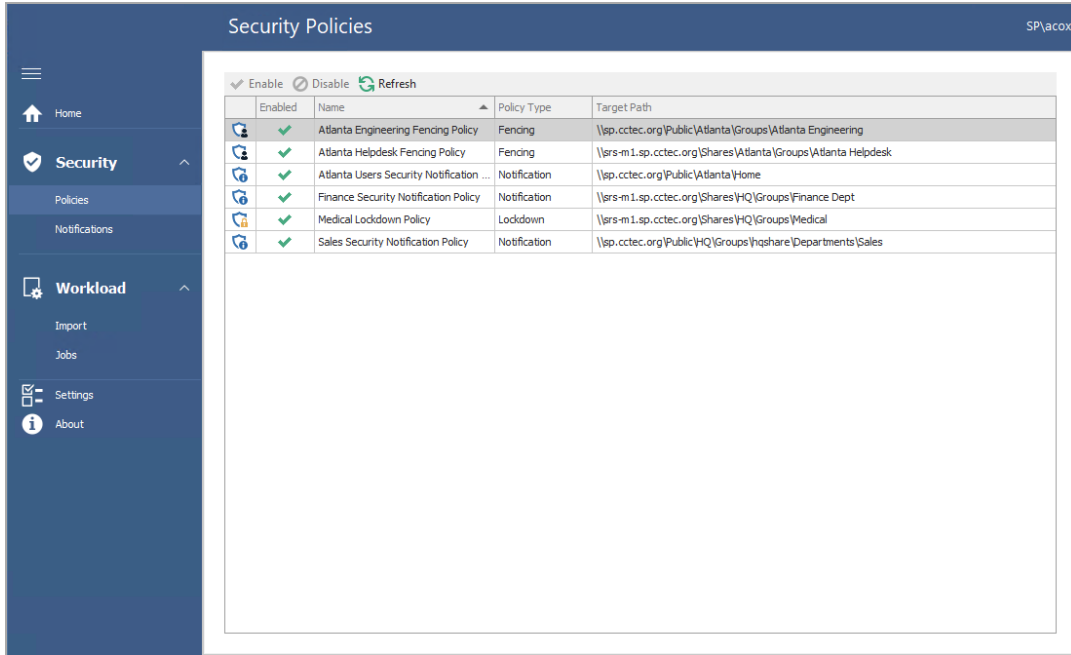 Security Policies
SP\acox
Enable Disable Refresh
Home
Security
Policies
Notifications
Workload
Import
Jobs
Settings
About
Enabled Name Policy Type Target Path
Atlanta Engineering Fencing Policy Fencing \\sp.cctec.org\Public\Atlanta\Groups\Atlanta Engineering
Atlanta Helpdesk Fencing Policy Fencing \\srs-m1.sp.cctec.org\Shares\Atlanta\Groups\Atlanta Helpdesk
Atlanta Users Security Notification ... Notification \\sp.cctec.org\Public\Atlanta\Home
Finance Security Notification Policy Notification \\srs-m1.sp.cctec.org\Shares\HQ\Groups\Finance Dept
Medical Lockdown Policy Lockdown \\srs-m1.sp.cctec.org\Shares\HQ\Groups\Medical
Sales Security Notification Policy Notification \\sp.cctec.org\Public\HQ\Groups\hqshare\Departments\Sales